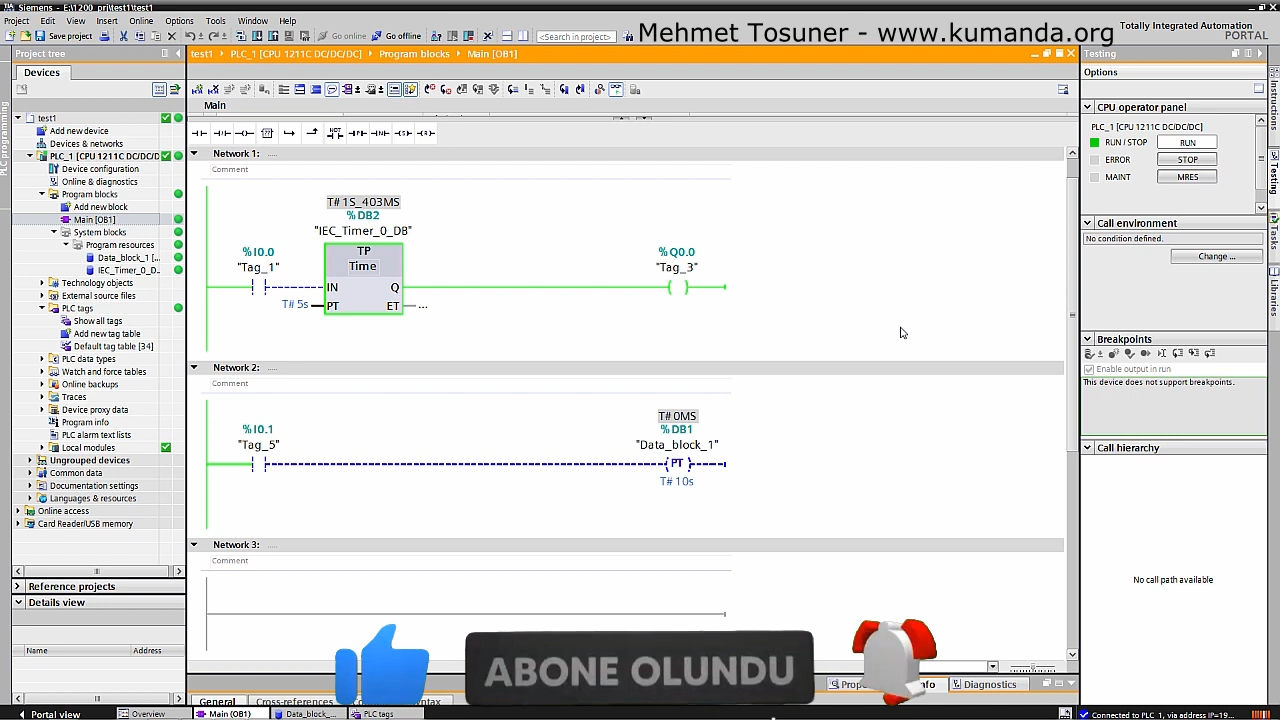 Siemens - E:\1200_prj\test1\test1
Mehmet Tosuner - www.kumanda.org
Project Edit View Insert Online Options Tools Window Help
Totally Integrated Automation
PORTAL
Save project
Go online
Go offline
<Search in project>
Project tree
test1 PLC_1 [CPU 1211C DC/DC/DC] Program blocks Main [OB1]
Testing
Devices
Options
PLC programming
Main
CPU operator panel
PLC_1 [CPU 1211C DC/DC/DC]
RUN / STOP RUN
ERROR STOP
MAINT MRES
Call environment
No condition defined.
Change ...
Breakpoints
Enable output in run
This device does not support breakpoints.
Call hierarchy
No call path available
Instructions
Testing
Tasks
Libraries
test1
Add new device
Devices & networks
PLC_1 [CPU 1211C DC/DC/D
Device configuration
Online & diagnostics
Program blocks
Add new block
Main [OB1]
System blocks
Program resources
Data_block_1 [...
IEC_Timer_0_D..
Technology objects
External source files
PLC tags
Show all tags
Add new tag table
Default tag table [34]
PLC data types
Watch and force tables
Online backups
Traces
Device proxy data
Program info
PLC alarm text lists
Local modules
Ungrouped devices
Common data
Documentation settings
Languages & resources
Online access
Card Reader/USB memory
Reference projects
Details view
Name Address
Network 1: .....
Comment
T# 1S_403MS
%DB2
"IEC_Timer_0_DB"
%I0.0 TP %Q0.0
"Tag_1" Time "Tag_3"
IN Q
T# 5s PT ET ...
Network 2: .....
Comment
T# 0MS
%I0.1 %DB1
"Tag_5" "Data_block_1"
PT
T# 10s
Network 3: .....
Comment
ABONE OLUNDU
Diagnostics
General Cross-references
Portal view Overview Main (OB1) Data_block_... PLC tags
Connected to PLC_1, via address IP=19...